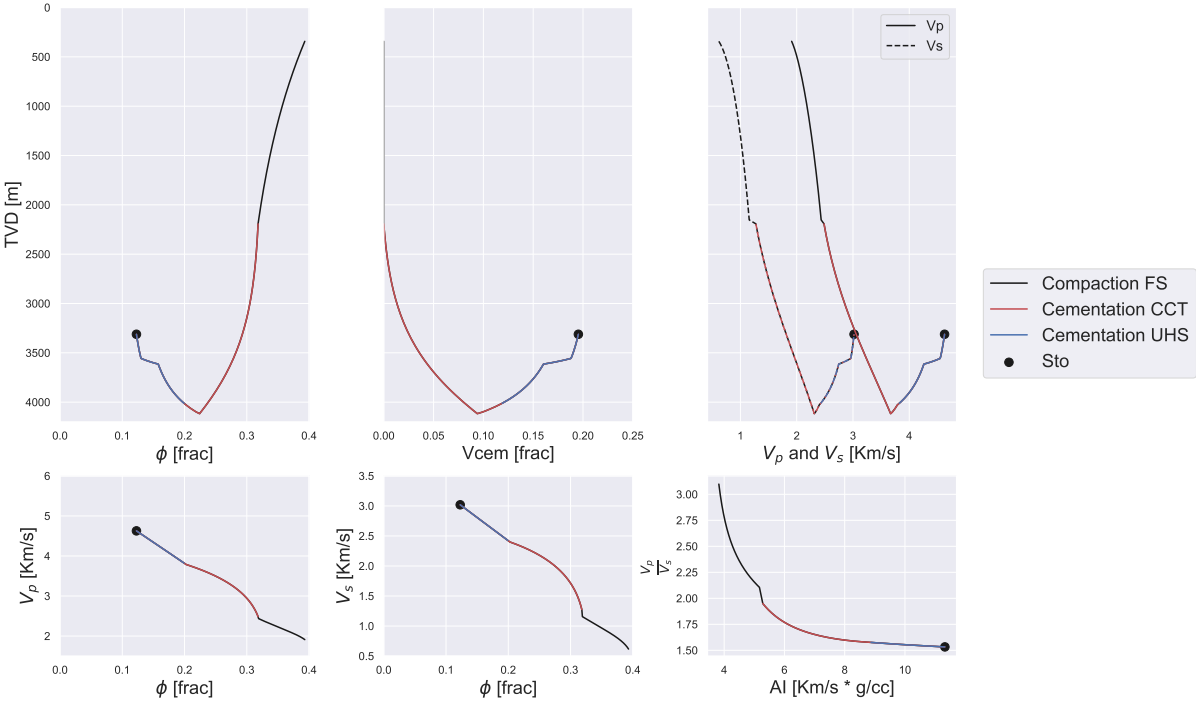 0
500
1000
1500
2000
2500
3000
3500
4000
TVD [m]
0.0 0.1 0.2 0.3 0.4
ϕ [frac]
0.00 0.05 0.10 0.15 0.20 0.25
Vcem [frac]
Vp
Vs
1 2 3 4
V_p and V_s [Km/s]
Compaction FS
Cementation CCT
Cementation UHS
Sto
6
5
4
3
2
V_p [Km/s]
0.0 0.1 0.2 0.3 0.4
ϕ [frac]
3.5
3.0
2.5
2.0
1.5
1.0
0.5
V_s [Km/s]
0.0 0.1 0.2 0.3 0.4
ϕ [frac]
3.00
2.75
2.50
2.25
2.00
1.75
1.50
V_p
V_s
4 6 8 10
AI [Km/s * g/cc]